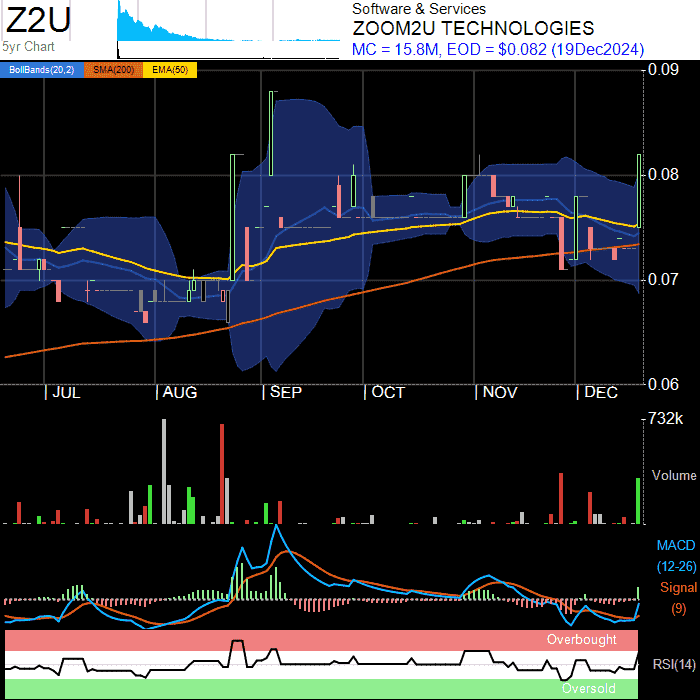 Z2U
5yr Chart
Software & Services
ZOOM2U TECHNOLOGIES
MC = 15.8M, EOD = $0.082 (19Dec2024)
BollBands(20,2) SMA(200) EMA(50)
0.09
0.08
0.07
0.06
JUL AUG SEP OCT NOV DEC
732k
Volume
MACD
(12-26)
Signal
(9)
Overbought
RSI(14)
Oversold